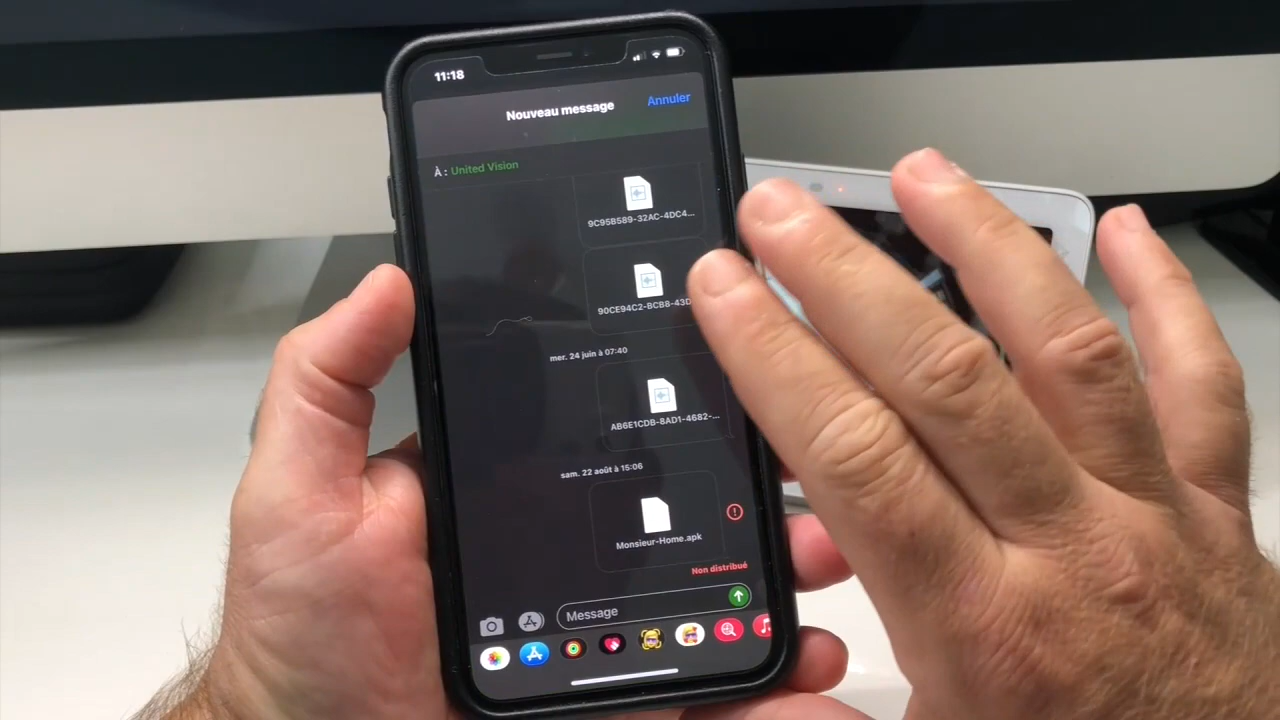 11:18
Nouveau message
Annuler
À : United Vision
9C95B589-32AC-4DC4...
90CE94C2-BCB8-43D
mer. 24 juin à 07:40
AB6E1CDB-8AD1-4682-...
sam. 22 août à 15:06
Monsieur-Home.apk
Non distribué
Message